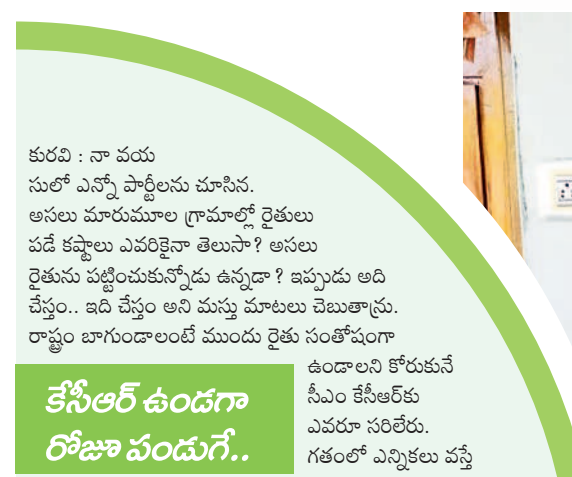 కురవి : నా వయ
సులో ఎన్నో పార్టీలను చూసిన.
అసలు మారుమూల గ్రామాల్లో రైతులు
పడే కష్టాలు ఎవరికైనా తెలుసా? అసలు
రైతును పట్టించుకున్నోడు ఉన్నడా? ఇప్పుడు అది
చేస్తం.. ఇది చేస్తం అని మస్తు మాటలు చెబుతాన్రు.
రాష్ట్రం బాగుండాలంటే ముందు రైతు సంతోషంగా
ఉండాలని కోరుకునే
సీఎం కేసీఆర్‌కు
ఎవరూ సరిలేరు.
గతంలో ఎన్నికలు వస్తే
కేసీఆర్ ఉండగా
రోజూ పండుగే..